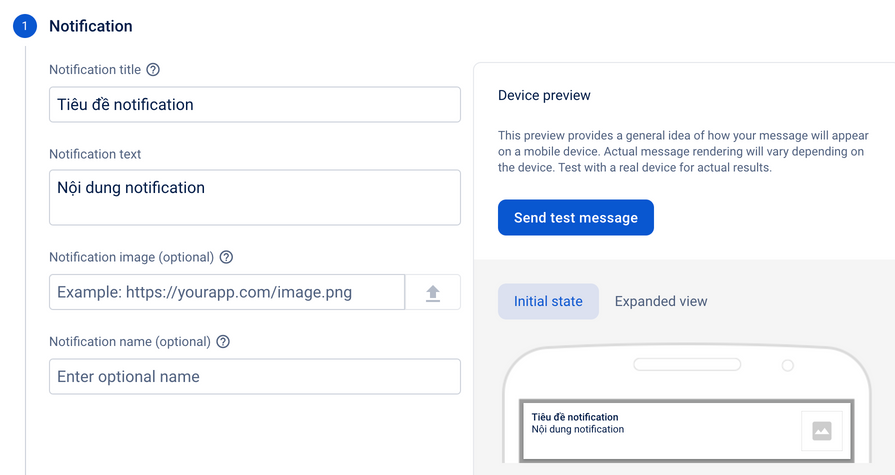 1
Notification
Notification title
Tiêu đề notification
Notification text
Nội dung notification
Notification image (optional)
Example: https://yourapp.com/image.png
Notification name (optional)
Enter optional name
Device preview
This preview provides a general idea of how your message will appear
on a mobile device. Actual message rendering will vary depending on
the device. Test with a real device for actual results.
Send test message
Initial state
Expanded view
Tiêu đề notification
Nội dung notification